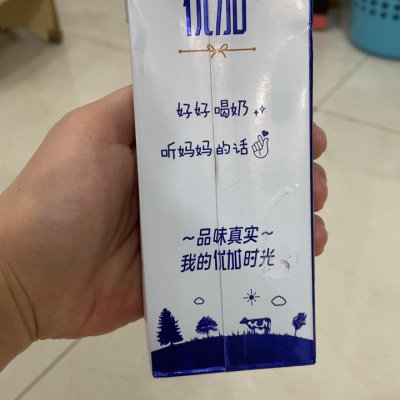 优加
好好喝奶
听妈妈的话
～品味真实～
我的优加时光